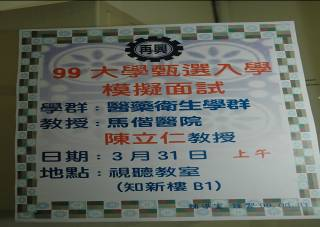 再興
99 大學甄選入學
模擬面試
學群：醫藥衛生學群
教授：馬偕醫院
陳立仁教授
日期：3月31日 上午
地點：視聽教室
(知新樓 B1)